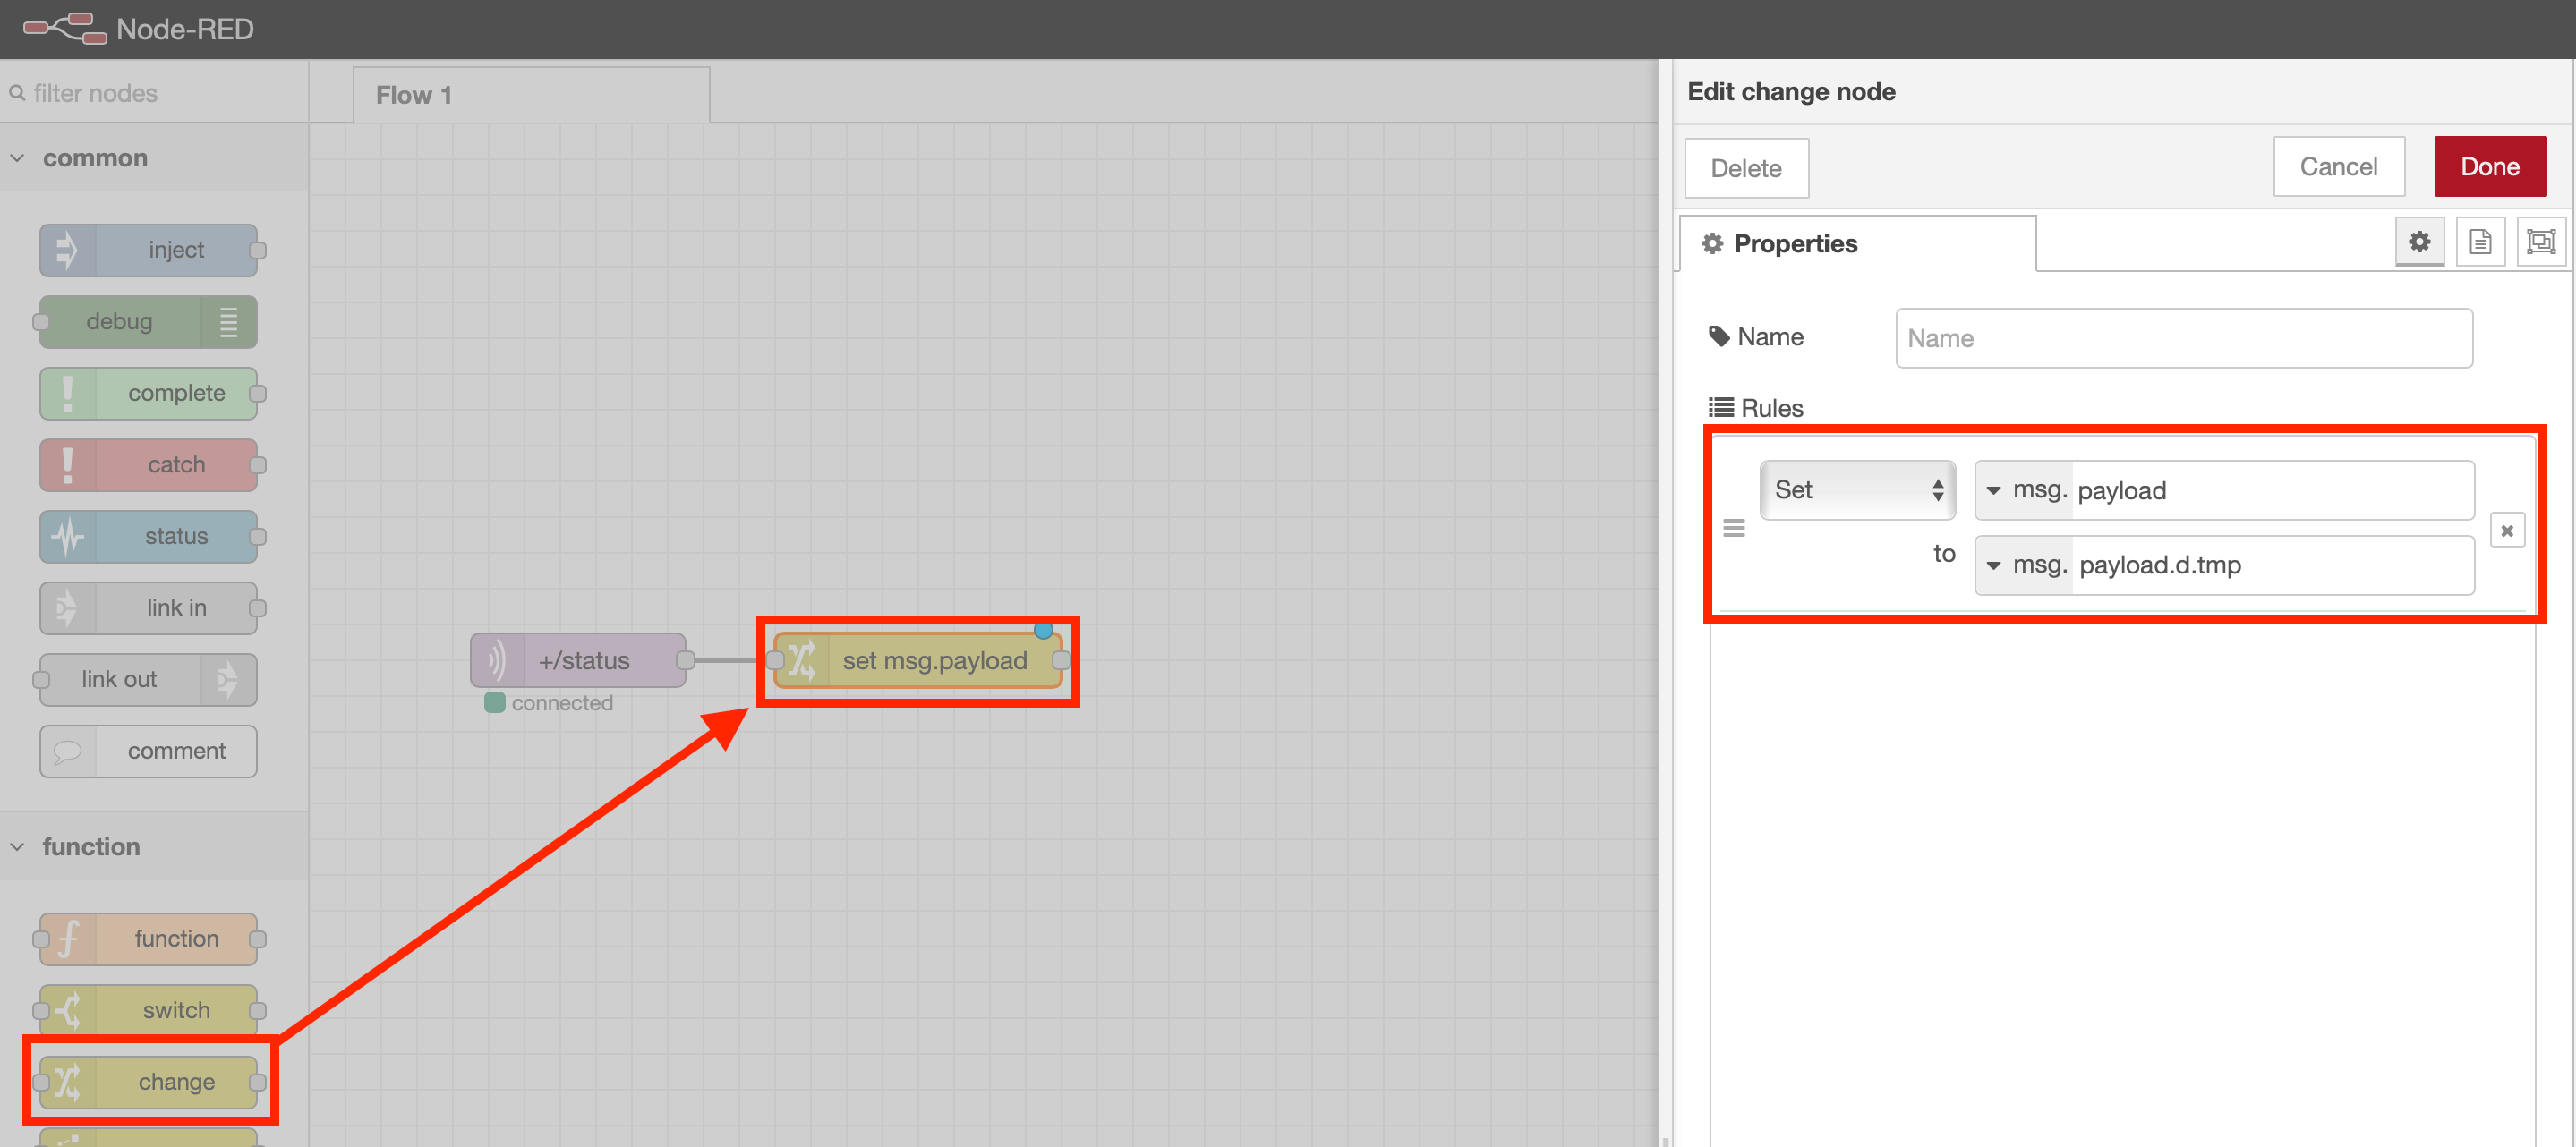 Node-RED
filter nodes
common
inject
debug
complete
catch
status
link in
link out
comment
function
function
switch
change
Flow 1
+/status
connected
set msg.payload
Edit change node
Delete
Cancel
Done
Properties
Name
Name
Rules
Set
msg. payload
to
msg. payload.d.tmp